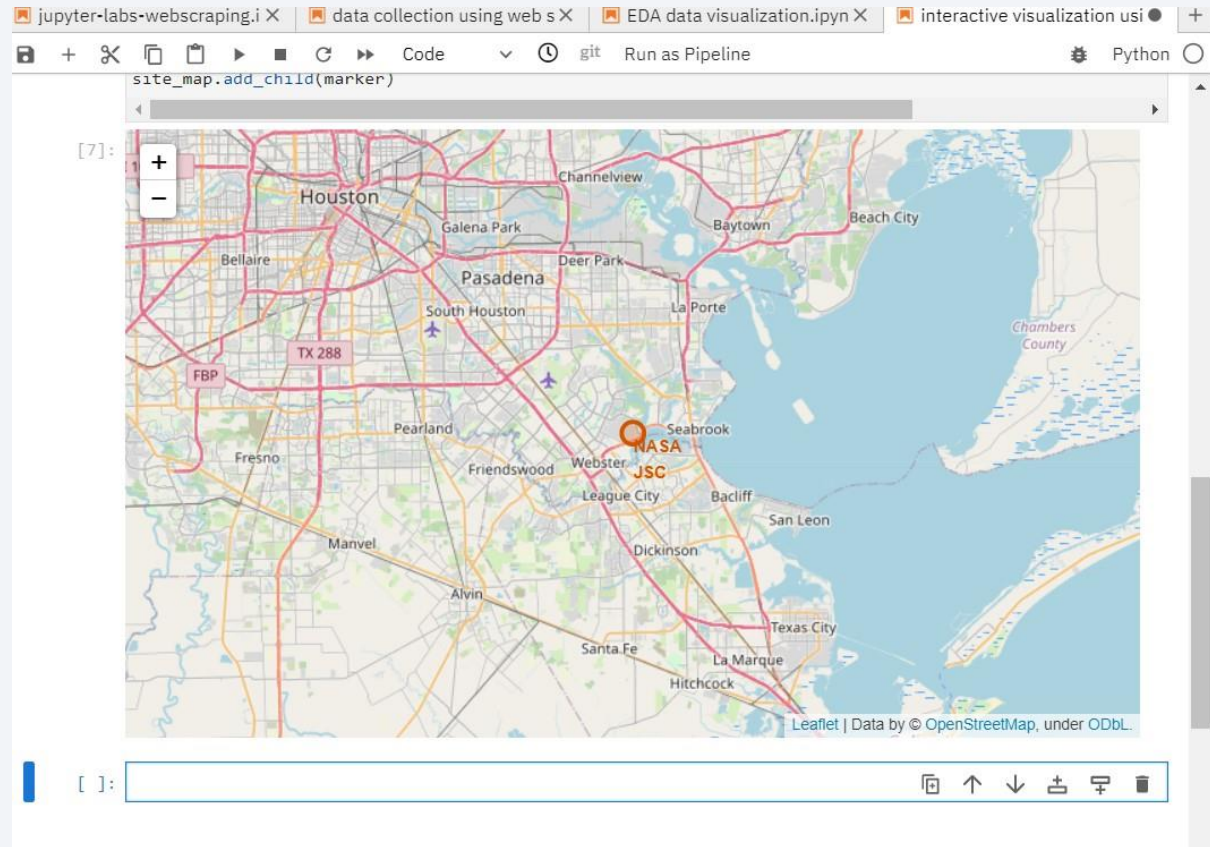 jupyter-labs-webscraping.i
data collection using web s
EDA data visualization.ipyn
interactive visualization usi
Code
git
Run as Pipeline
Python
site_map.add_child(marker)
[7]:
+
−
Houston
Channelview
Beach City
Baytown
Galena Park
Bellaire
Deer Park
Pasadena
South Houston
La Porte
Chambers
County
TX 288
FBP
Pearland
Seabrook
NASA
JSC
Fresno
Webster
Friendswood
League City
Bacliff
San Leon
Manvel
Dickinson
Alvin
Texas City
Santa Fe
La Marque
Hitchcock
Leaflet | Data by © OpenStreetMap, under ODbL.
[ ]: